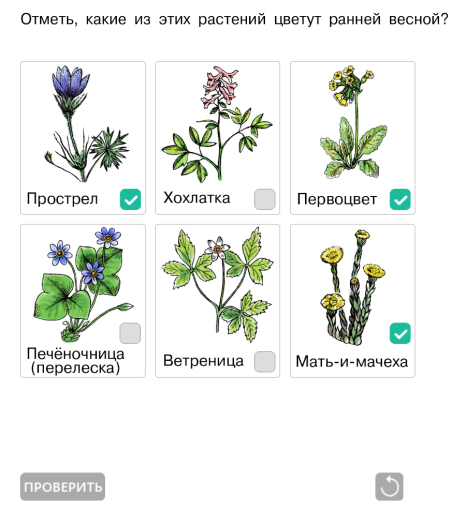 Отметь, какие из этих растений цветут ранней весной?
Прострел
Хохлатка
Первоцвет
Печёночница
(перелеска)
Ветреница
Мать-и-мачеха
ПРОВЕРИТЬ